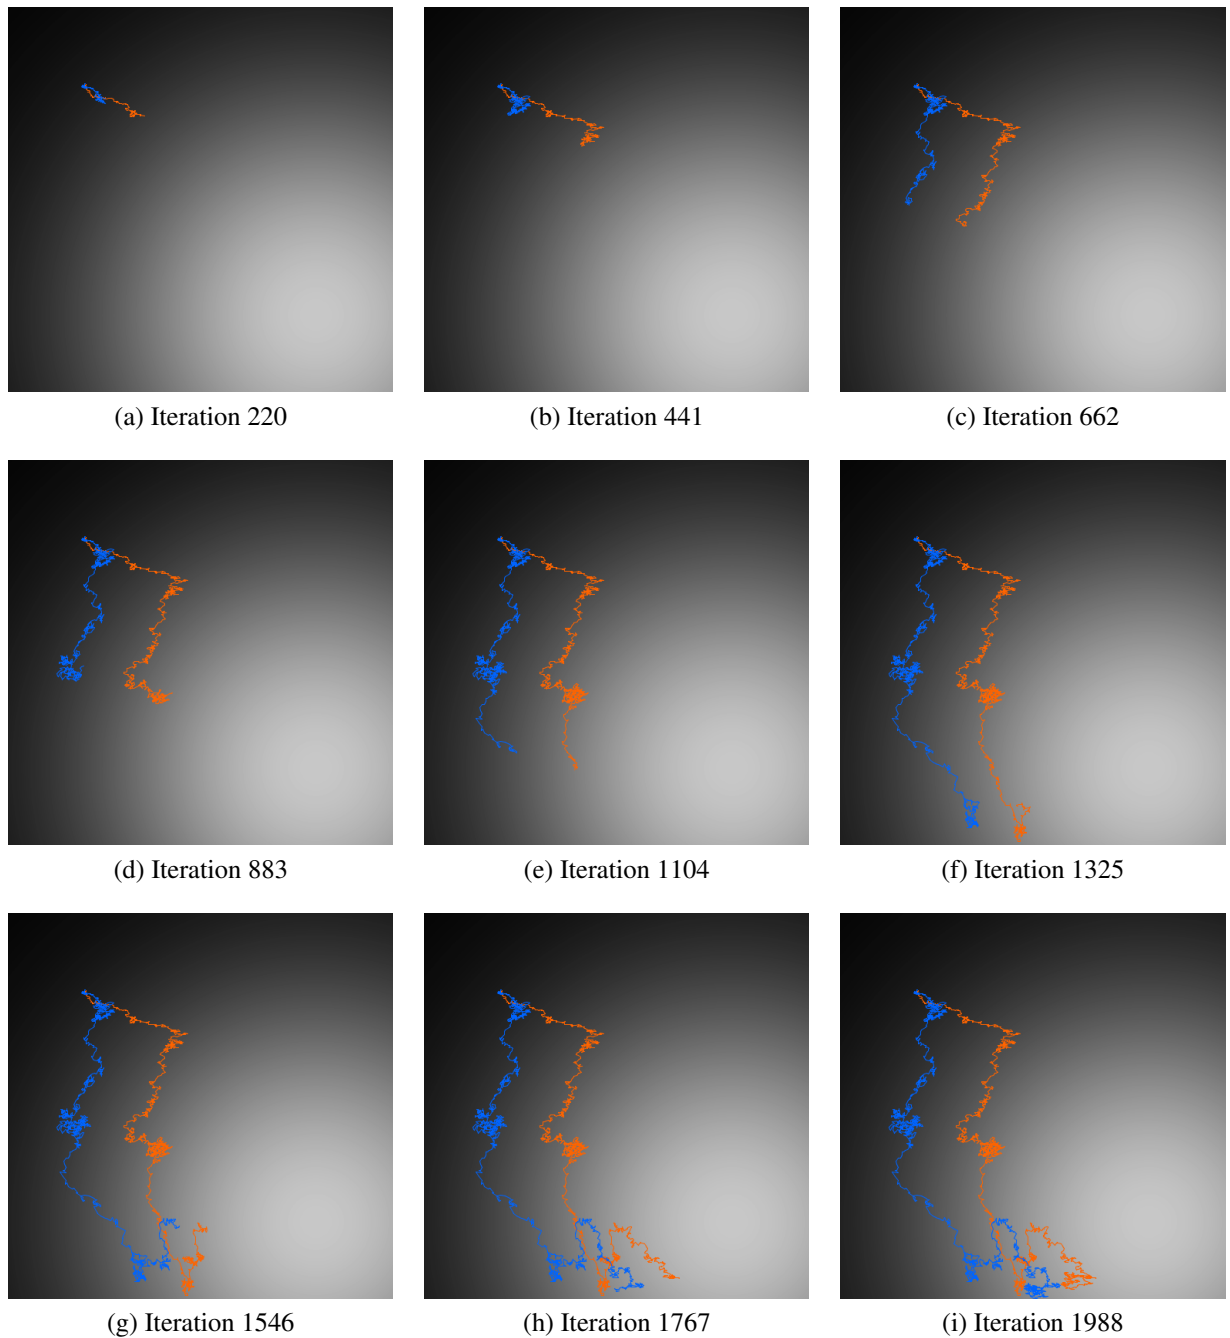 (a) Iteration 220
(b) Iteration 441
(c) Iteration 662
(d) Iteration 883
(e) Iteration 1104
(f) Iteration 1325
(g) Iteration 1546
(h) Iteration 1767
(i) Iteration 1988